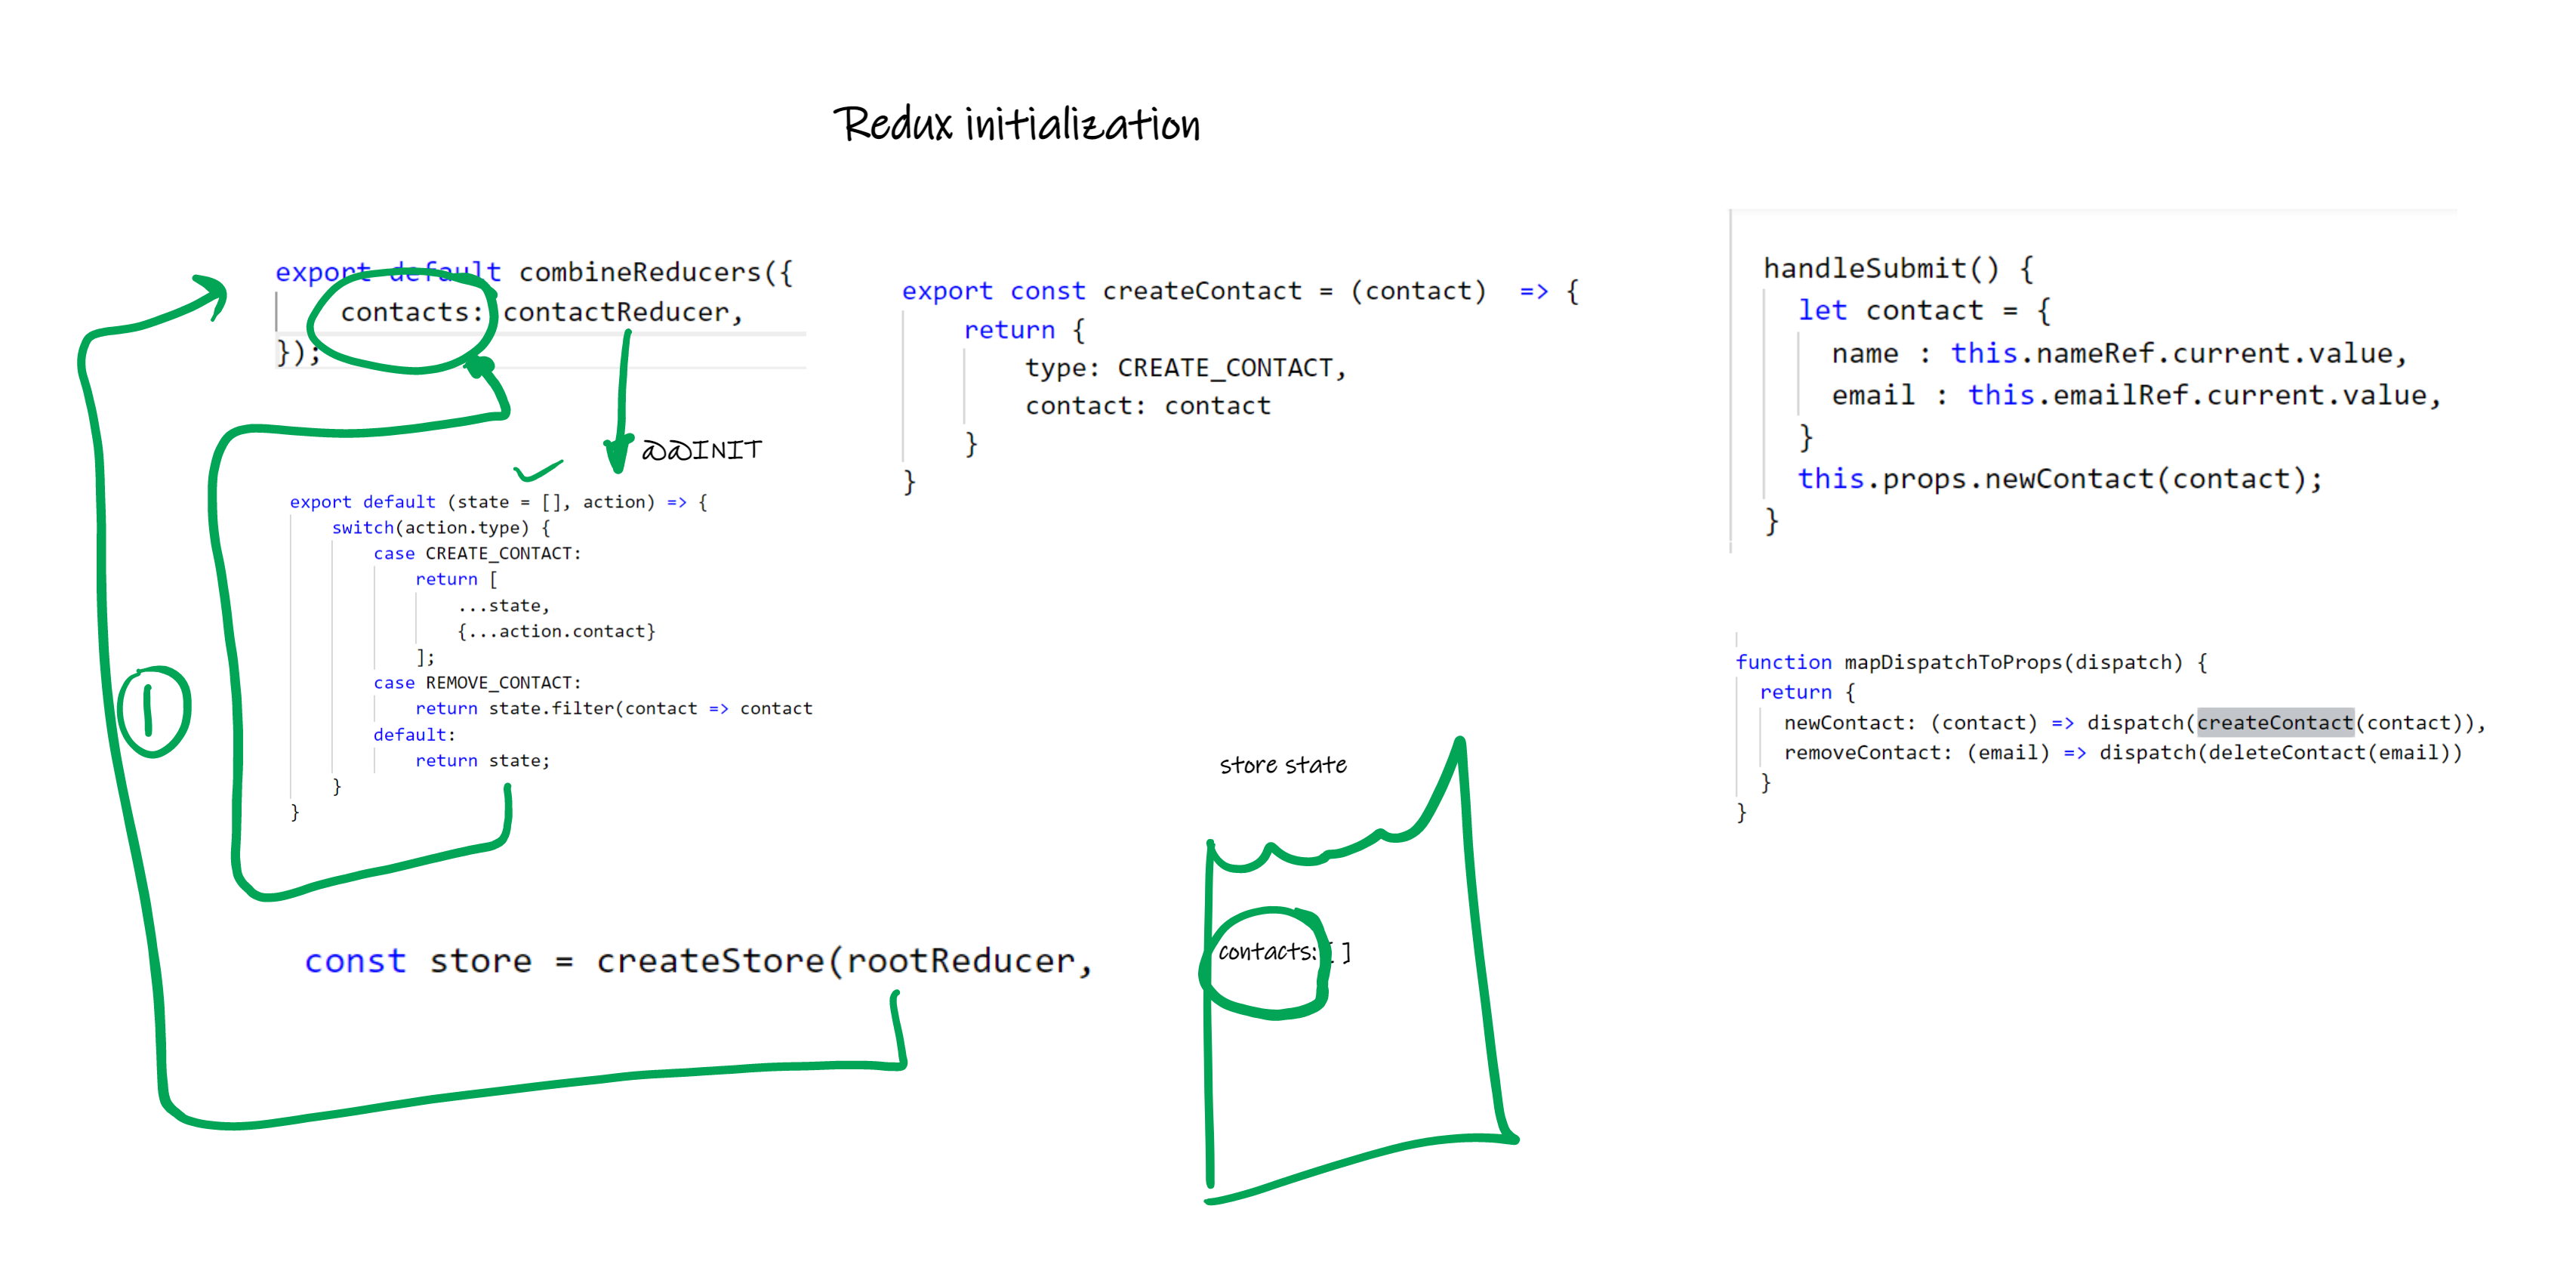 Redux initialization
export default combineReducers({
contacts: contactReducer,
});
@@INIT
export default (state = [], action) => {
switch(action.type) {
case CREATE_CONTACT:
return [
...state,
{...action.contact}
];
case REMOVE_CONTACT:
return state.filter(contact => contact
default:
return state;
}
}
1
const store = createStore(rootReducer,
export const createContact = (contact) => {
return {
type: CREATE_CONTACT,
contact: contact
}
}
store state
contacts: [ ]
handleSubmit() {
let contact = {
name : this.nameRef.current.value,
email : this.emailRef.current.value,
}
this.props.newContact(contact);
}
function mapDispatchToProps(dispatch) {
return {
newContact: (contact) => dispatch(createContact(contact)),
removeContact: (email) => dispatch(deleteContact(email))
}
}